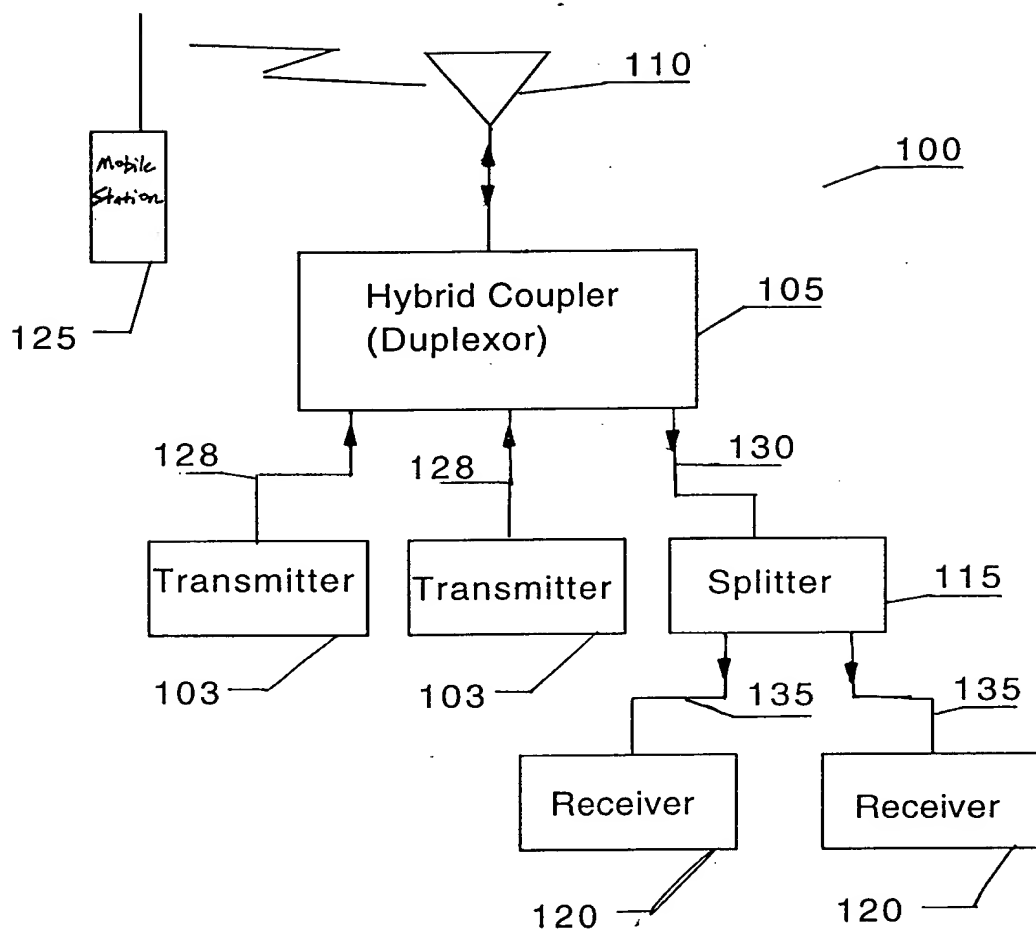 110
100
Mobile
Station
125
Hybrid Coupler
(Duplexor)
105
128
128
130
Transmitter
Transmitter
Splitter
115
103
103
135
135
Receiver
Receiver
120
120